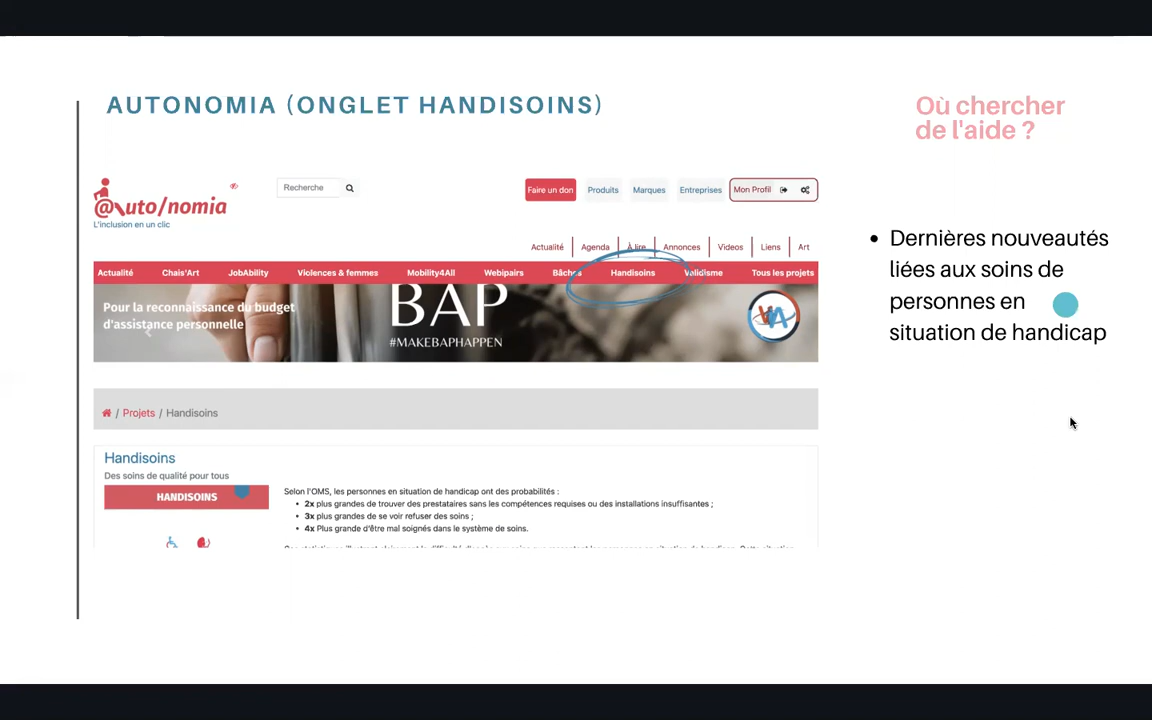 AUTONOMIA (ONGLET HANDISOINS)
Où chercher
de l'aide ?
@uto/nomia
L'inclusion en un clic
Recherche
Faire un don
Produits
Marques
Entreprises
Mon Profil
Actualité
Agenda
À lire
Annonces
Videos
Liens
Art
Actualité
Chais'Art
JobAbility
Violences & femmes
Mobility4All
Webipairs
Bâches
Handisoins
Validisme
Tous les projets
Pour la reconnaissance du budget
d'assistance personnelle
BAP
#MAKEBAPHAPPEN
VA
/ Projets / Handisoins
Handisoins
Des soins de qualité pour tous
HANDISOINS
Selon l'OMS, les personnes en situation de handicap ont des probabilités :
• 2x plus grandes de trouver des prestataires sans les compétences requises ou des installations insuffisantes ;
• 3x plus grandes de se voir refuser des soins ;
• 4x Plus grande d'être mal soignés dans le système de soins.
• Dernières nouveautés
liées aux soins de
personnes en
situation de handicap